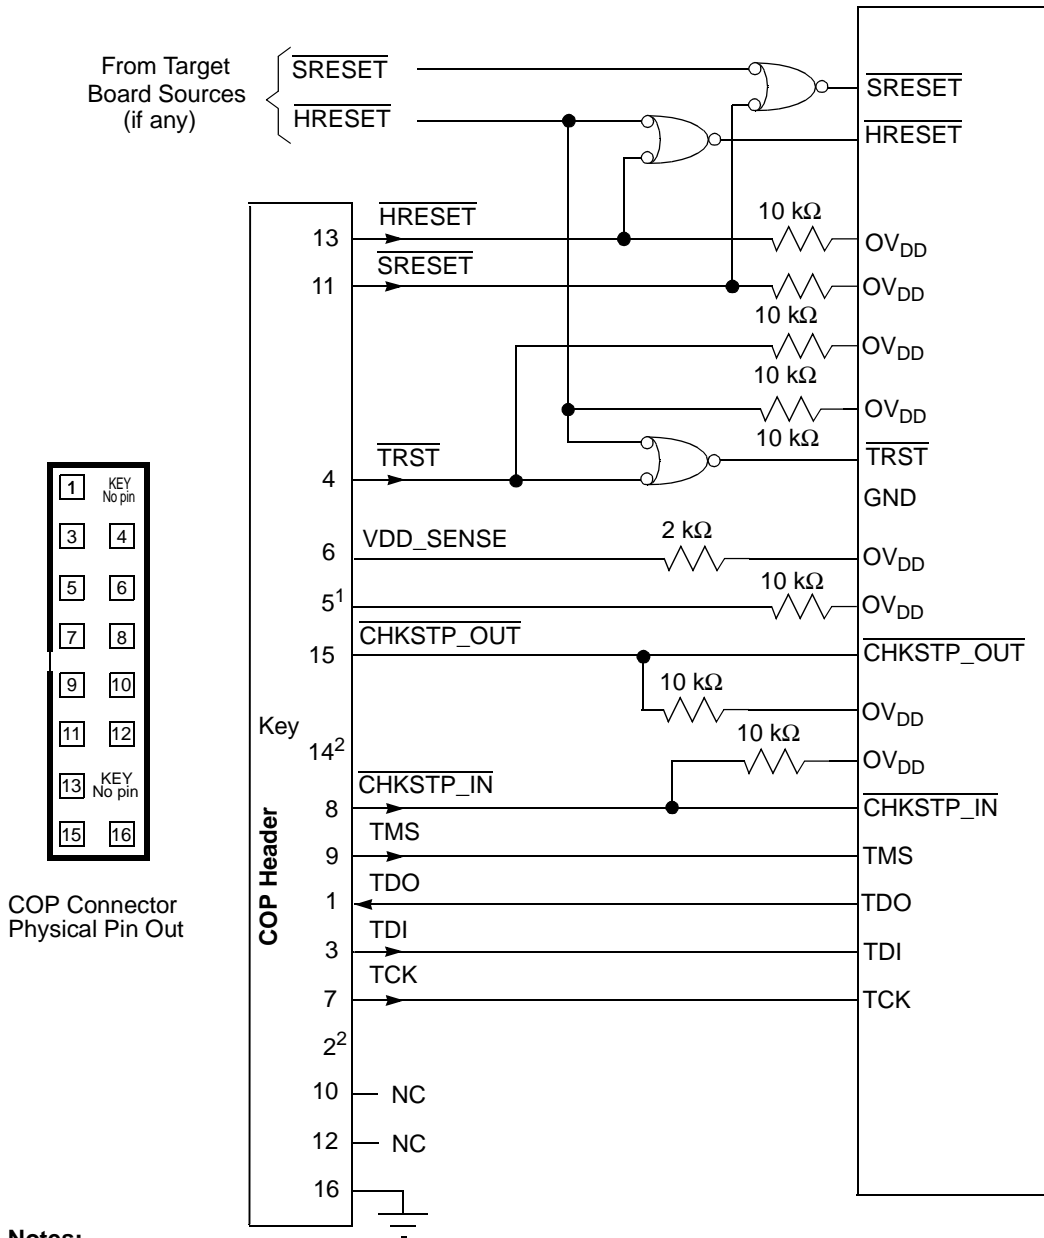 From Target
Board Sources
(if any)
SRESET
HRESET
SRESET
HRESET
13
HRESET
10 kΩ
OVDD
11
SRESET
10 kΩ
OVDD
10 kΩ
OVDD
10 kΩ
OVDD
4
TRST
TRST
GND
6
VDD_SENSE
2 kΩ
OVDD
5¹
10 kΩ
OVDD
15
CHKSTP_OUT
CHKSTP_OUT
10 kΩ
OVDD
Key
14²
10 kΩ
OVDD
8
CHKSTP_IN
CHKSTP_IN
9
TMS
TMS
1
TDO
TDO
3
TDI
TDI
7
TCK
TCK
2²
10
NC
12
NC
16
COP Header
1 KEY
No pin
3 4
5 6
7 8
9 10
11 12
13 KEY
No pin
15 16
COP Connector
Physical Pin Out
Notes: